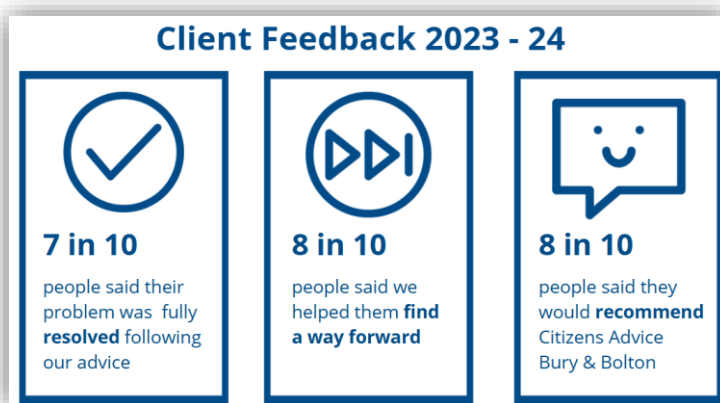 Client Feedback 2023 - 24
7 in 10
people said their
problem was fully
resolved following
our advice
8 in 10
people said we
helped them find
a way forward
8 in 10
people said they
would recommend
Citizens Advice
Bury & Bolton